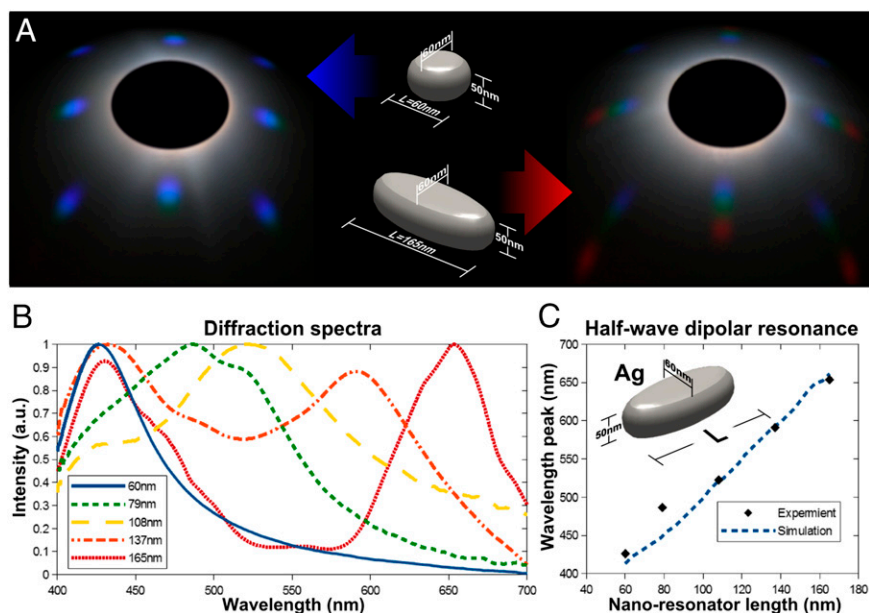 A
60nm
50nm
L=60nm
60nm
50nm
L=165nm
B
Diffraction spectra
1
0.9
0.8
0.7
0.6
0.5
0.4
0.3
0.2
0.1
0
Intensity (a.u.)
60nm
79nm
108nm
137nm
165nm
400
450
500
550
600
650
700
Wavelength (nm)
C
Half-wave dipolar resonance
700
650
600
550
500
450
400
Wavelength peak (nm)
Ag
60nm
50nm
L
Expermient
Simulation
40
60
80
100
120
140
160
180
Nano-resonator length (nm)